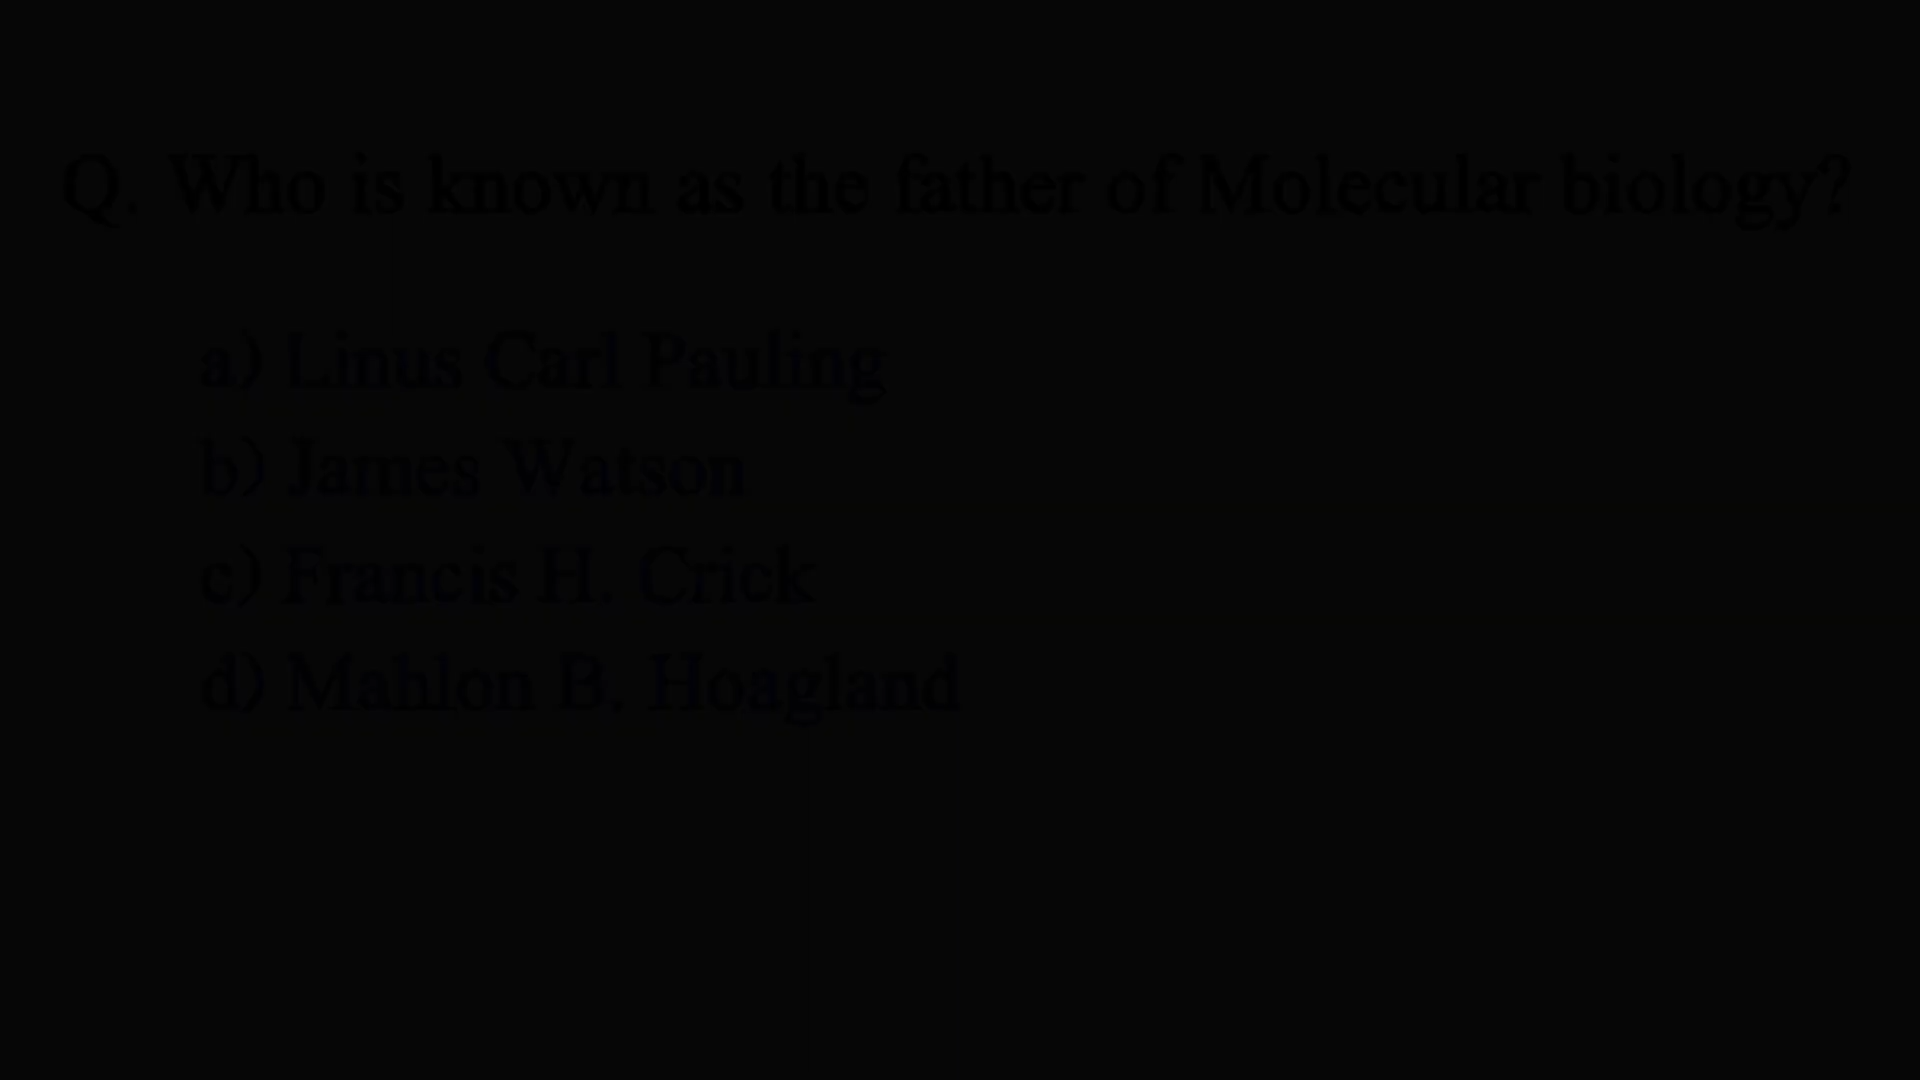 Q. Who is known as the father of Molecular biology?
a) Linus Carl Pauling
b) James Watson
c) Francis H. Crick
d) Mahlon B. Hoagland